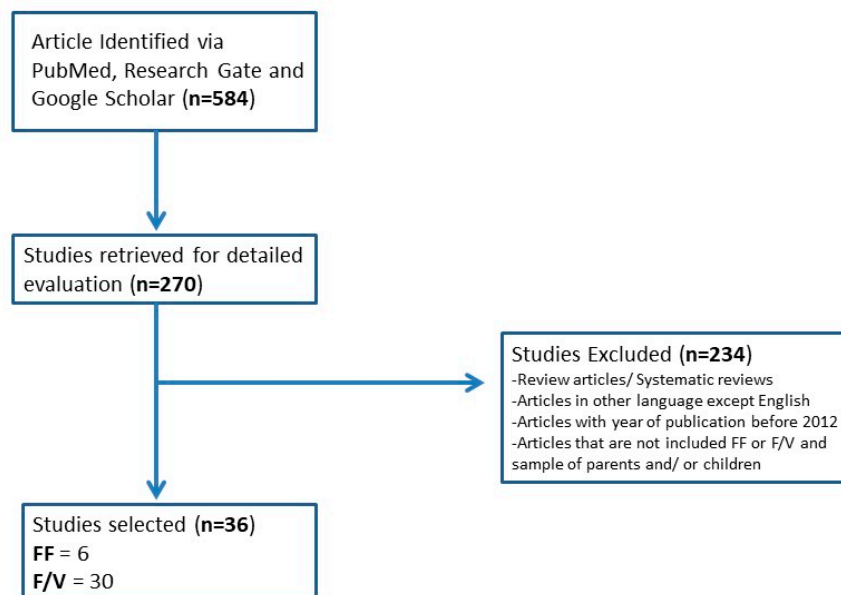 Article Identified via
PubMed, Research Gate and
Google Scholar (n=584)
Studies retrieved for detailed
evaluation (n=270)
Studies Excluded (n=234)
-Review articles/ Systematic reviews
-Articles in other language except English
-Articles with year of publication before 2012
-Articles that are not included FF or F/V and
sample of parents and/ or children
Studies selected (n=36)
FF = 6
F/V = 30